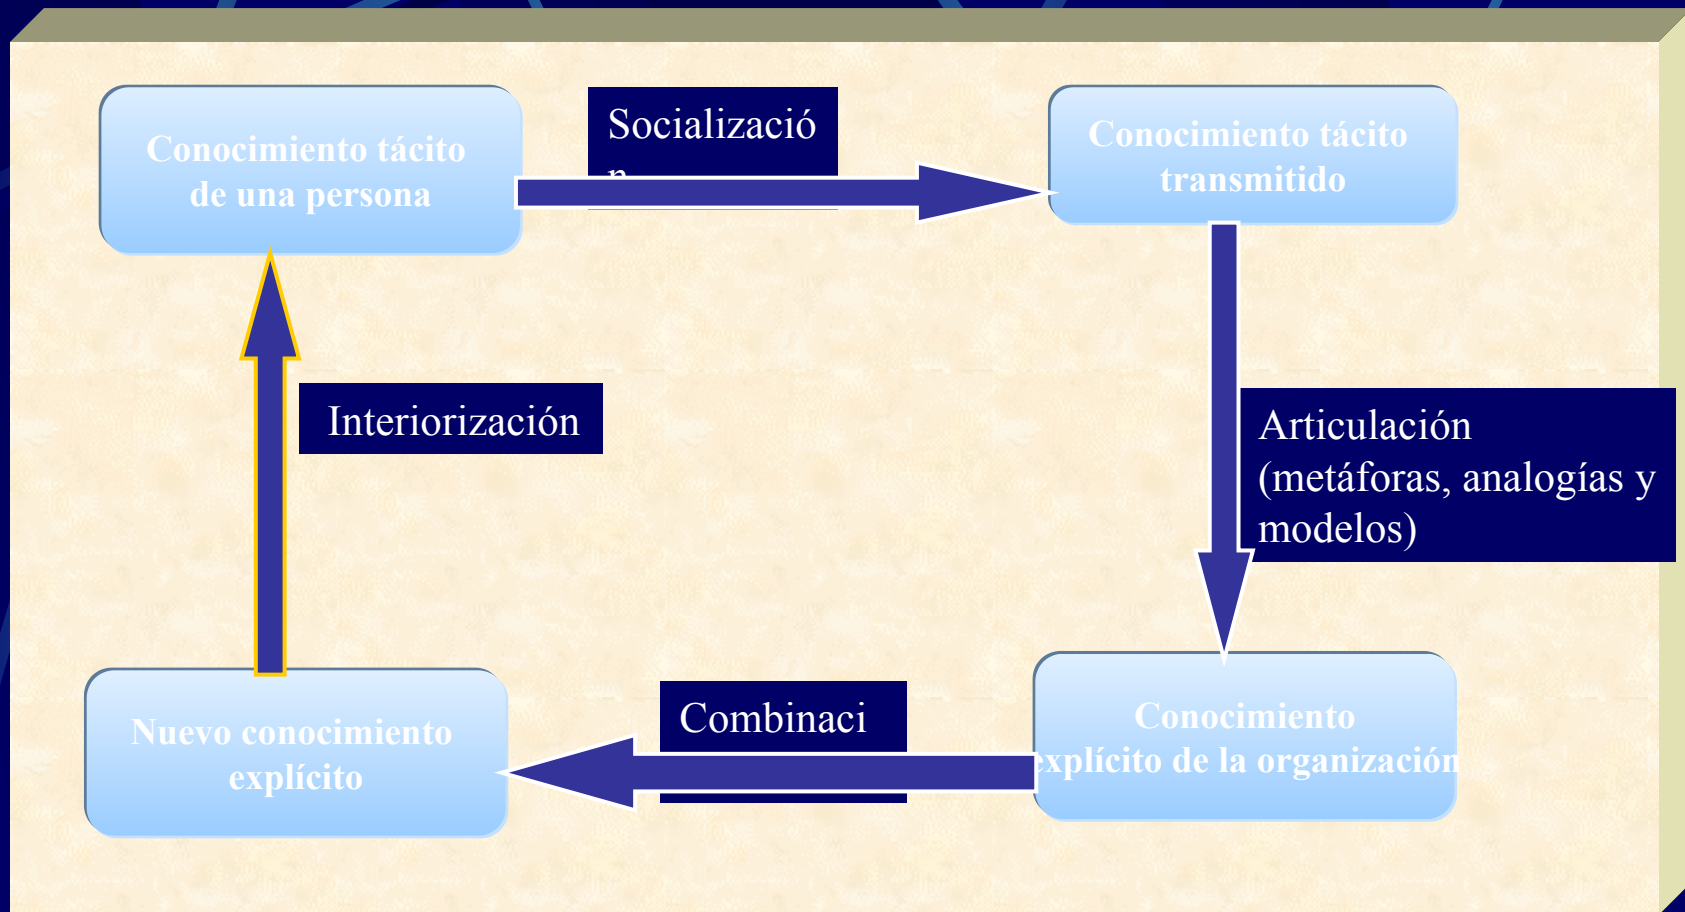 Conocimiento tácito
de una persona
Socializació
n
Conocimiento tácito
transmitido
Interiorización
Articulación
(metáforas, analogías y
modelos)
Nuevo conocimiento
explícito
Combinaci
Conocimiento
explícito de la organización